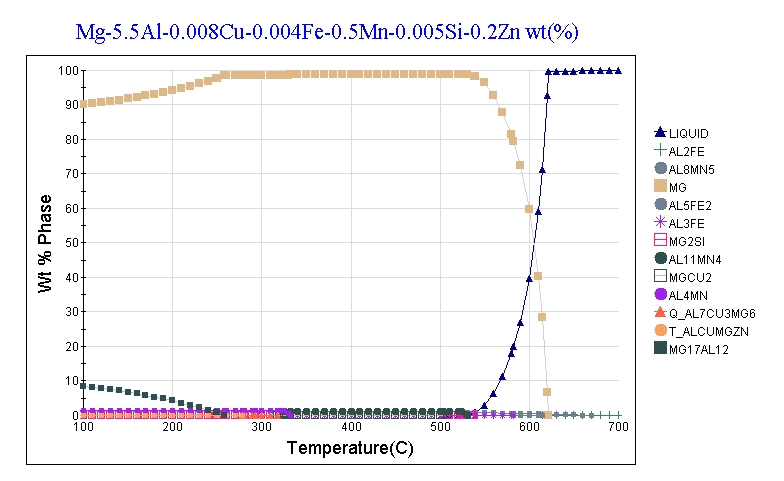 Mg-5.5Al-0.008Cu-0.004Fe-0.5Mn-0.005Si-0.2Zn wt(%)
100
90
80
70
60
50
40
30
20
10
0
Wt % Phase
100 200 300 400 500 600 700
Temperature(C)
LIQUID
AL2FE
AL8MN5
MG
AL5FE2
AL3FE
MG2SI
AL11MN4
MGCU2
AL4MN
Q_AL7CU3MG6
T_ALCUMGZN
MG17AL12